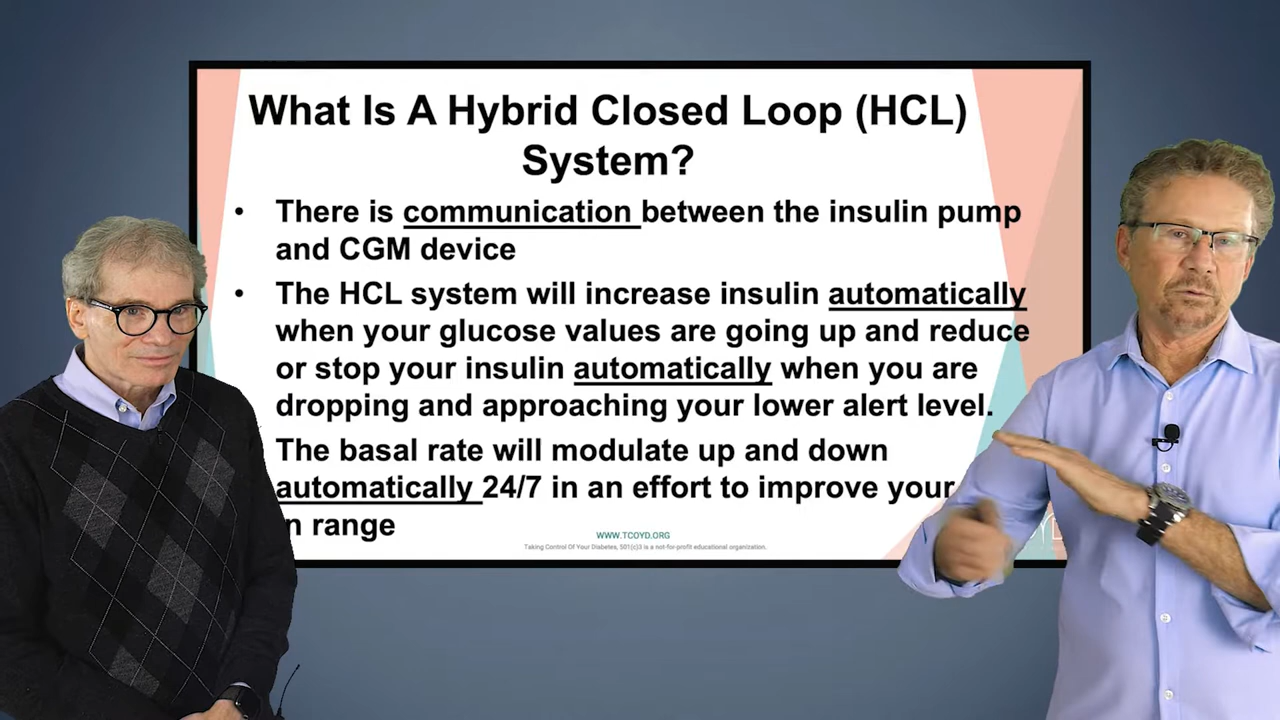 What Is A Hybrid Closed Loop (HCL)
System?
• There is communication between the insulin pump
and CGM device
• The HCL system will increase insulin automatically
when your glucose values are going up and reduce
or stop your insulin automatically when you are
dropping and approaching your lower alert level.
The basal rate will modulate up and down
automatically 24/7 in an effort to improve your
range
WWW.TCOYD.ORG
Taking Control Of Your Diabetes, 501(c)3 is a not-for-profit educational organization.